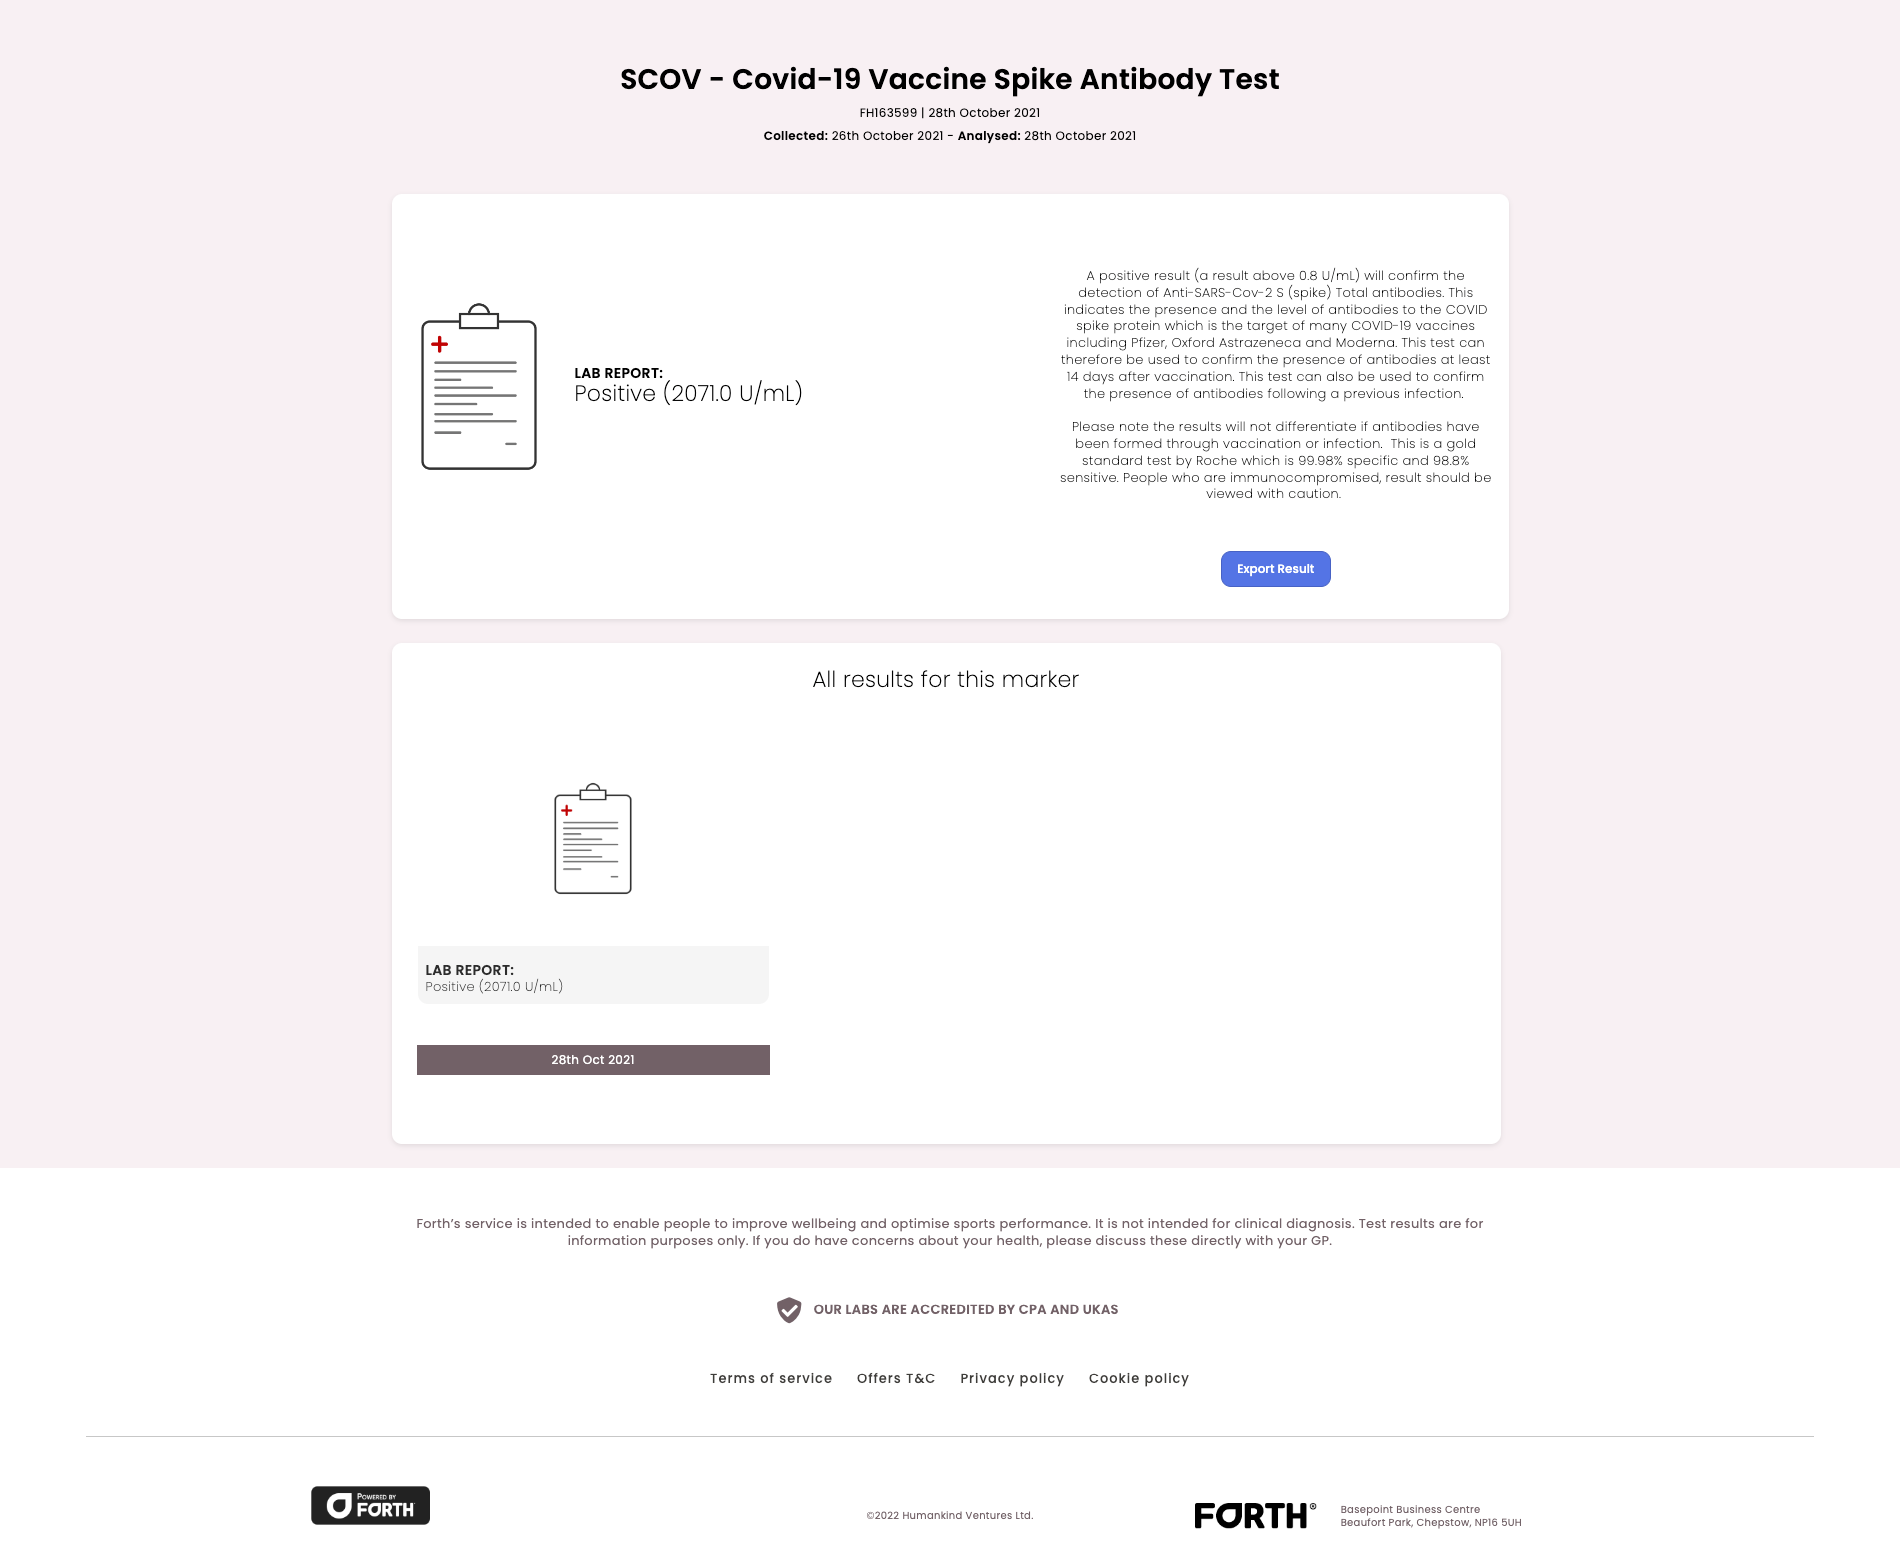 SCOV - Covid-19 Vaccine Spike Antibody Test
FH163599 | 28th October 2021
Collected: 26th October 2021 - Analysed: 28th October 2021
LAB REPORT:
Positive (2071.0 U/mL)
A positive result (a result above 0.8 U/mL) will confirm the
detection of Anti-SARS-Cov-2 S (spike) Total antibodies. This
indicates the presence and the level of antibodies to the COVID
spike protein which is the target of many COVID-19 vaccines
including Pfizer, Oxford Astrazeneca and Moderna. This test can
therefore be used to confirm the presence of antibodies at least
14 days after vaccination. This test can also be used to confirm
the presence of antibodies following a previous infection.
Please note the results will not differentiate if antibodies have
been formed through vaccination or infection. This is a gold
standard test by Roche which is 99.98% specific and 98.8%
sensitive. People who are immunocompromised, result should be
viewed with caution.
Export Result
All results for this marker
LAB REPORT:
Positive (2071.0 U/mL)
28th Oct 2021
Forth's service is intended to enable people to improve wellbeing and optimise sports performance. It is not intended for clinical diagnosis. Test results are for
information purposes only. If you do have concerns about your health, please discuss these directly with your GP.
OUR LABS ARE ACCREDITED BY CPA AND UKAS
Terms of service Offers T&C Privacy policy Cookie policy
POWERED BY
FORTH
©2022 Humankind Ventures Ltd.
FORTH®
Basepoint Business Centre
Beaufort Park, Chepstow, NP16 5UH